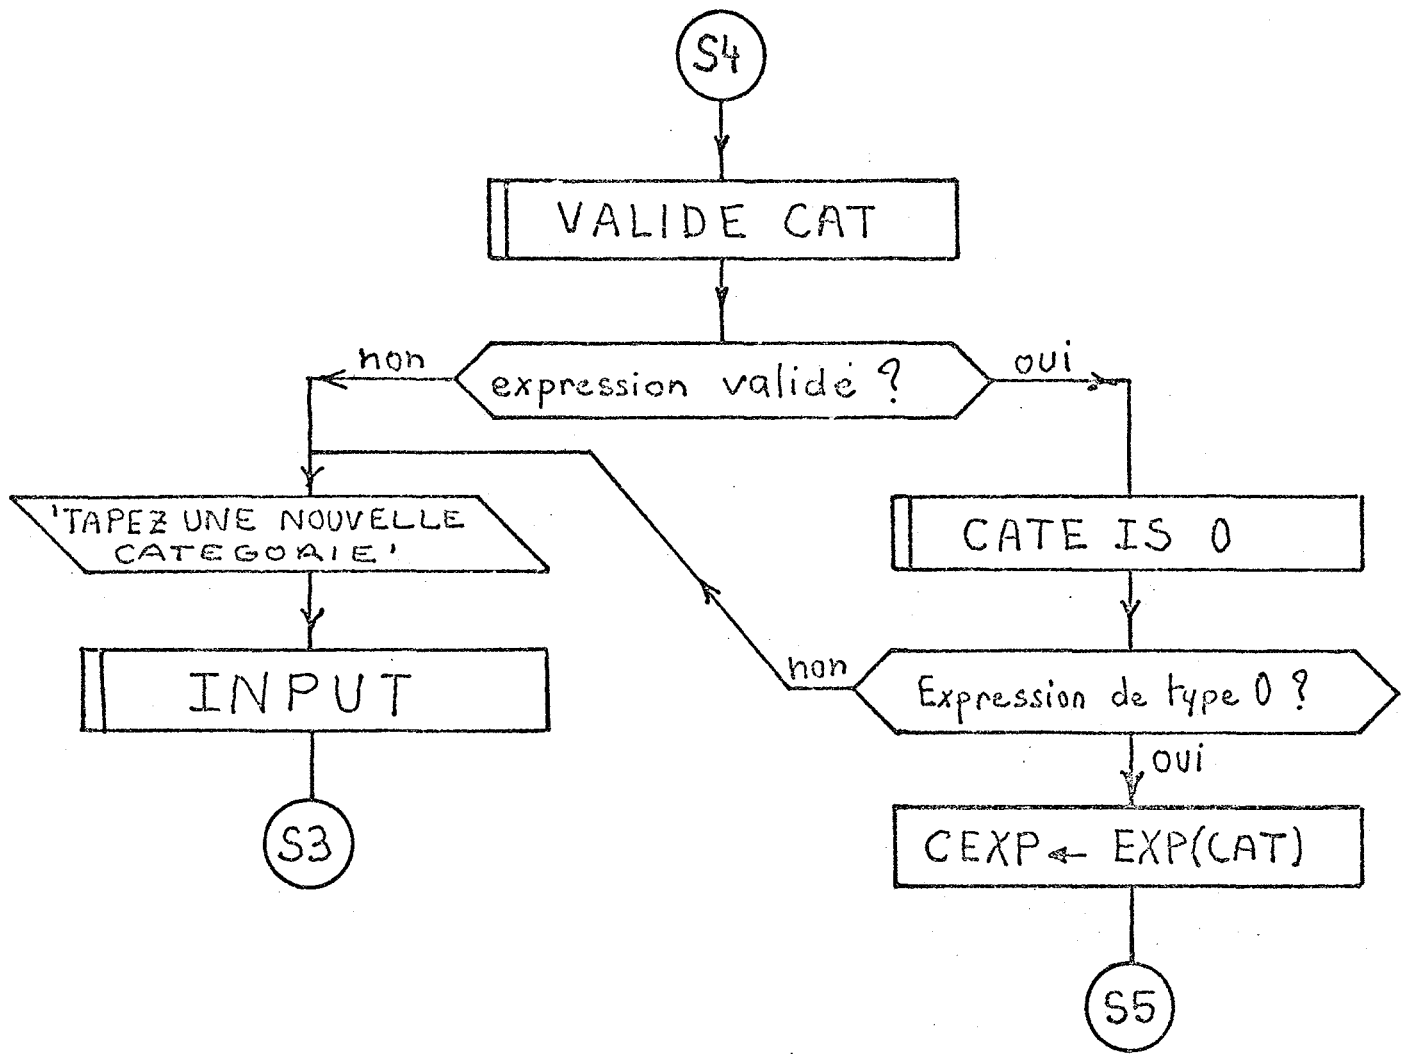 S4
VALIDE CAT
non
oui
expression validé ?
'TAPEZ UNE NOUVELLE
CATEGORIE'
CATE IS 0
INPUT
non
Expression de type 0 ?
oui
S3
CEXP ← EXP(CAT)
S5